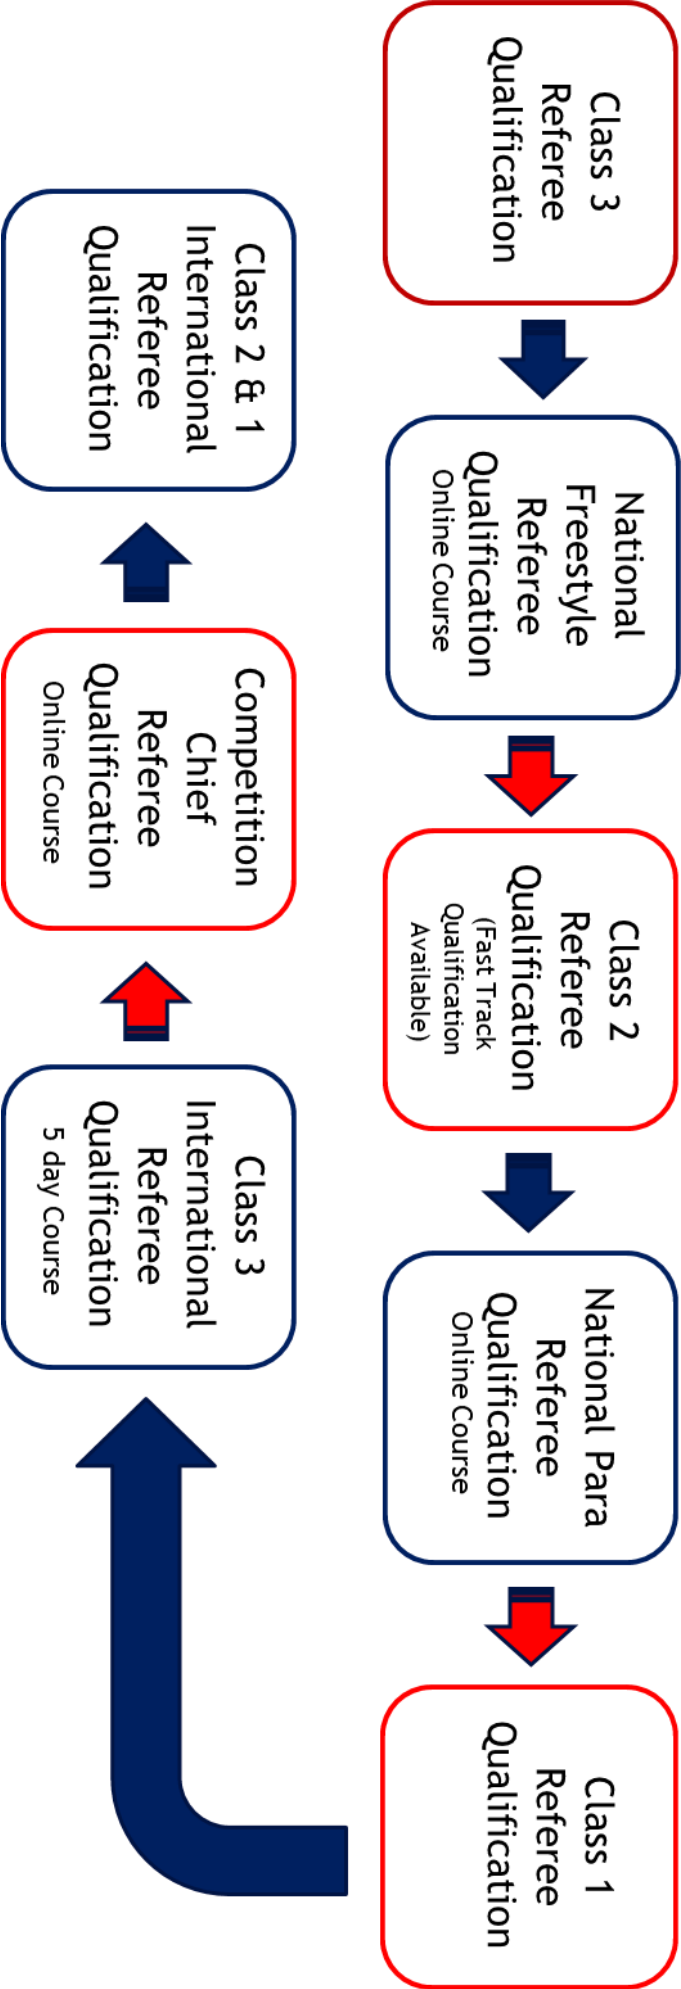 Class 3
Referee
Qualification
National
Freestyle
Referee
Qualification
Online Course
Class 2
Referee
Qualification
(Fast Track
Qualification
Available)
National Para
Referee
Qualification
Online Course
Class 1
Referee
Qualification
Class 3
International
Referee
Qualification
5 day Course
Competition
Chief
Referee
Qualification
Online Course
Class 2 & 1
International
Referee
Qualification